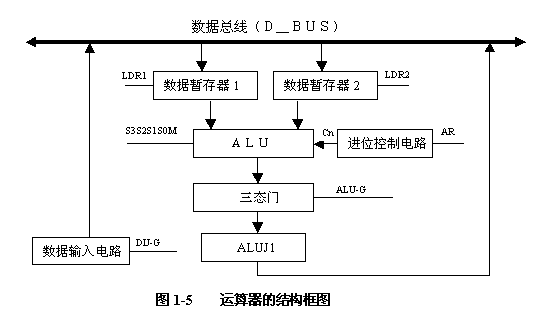 数据总线（D＿BUS）
LDR1
数据暂存器1
数据暂存器2
LDR2
S3S2S1S0M
ALU
Cn
进位控制电路
AR
三态门
ALU-G
数据输入电路
DIJ-G
ALUJ1
图 1-5 运算器的结构框图